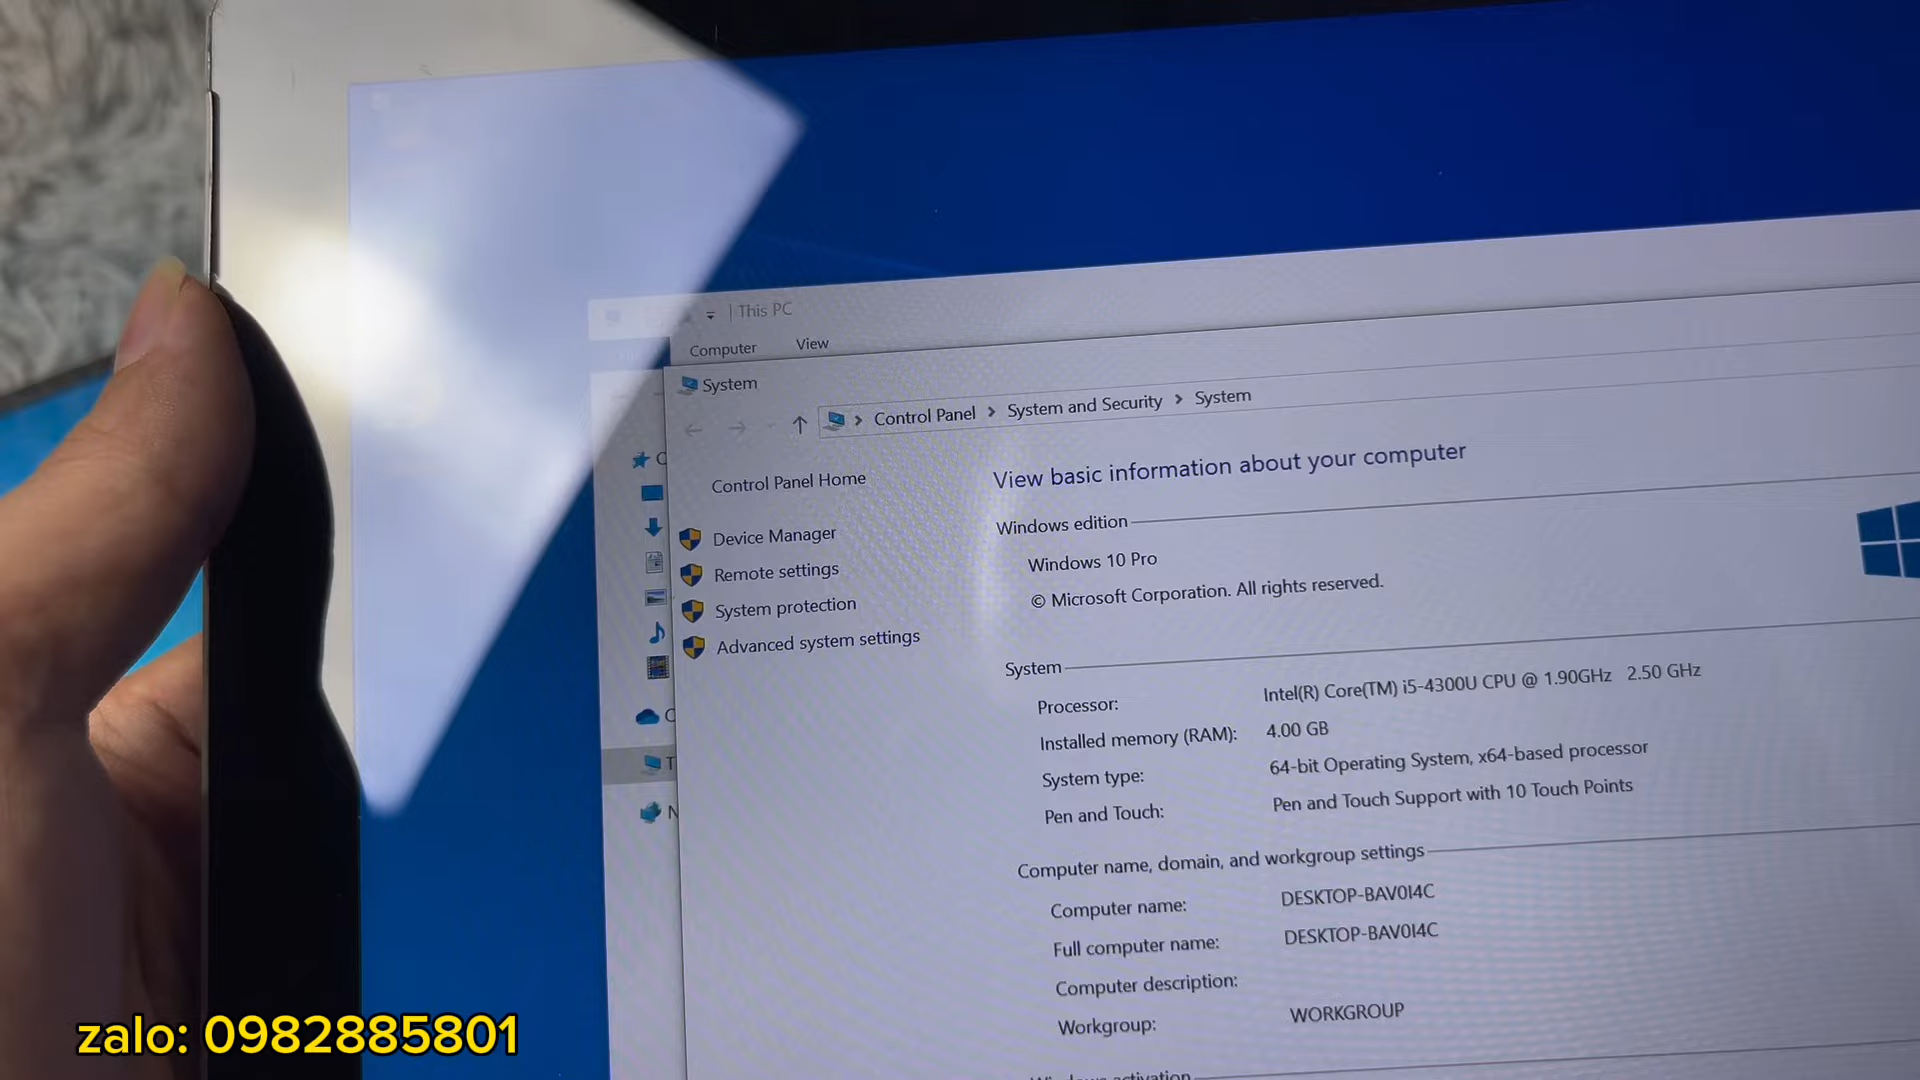 | This PC
Computer View
System
Control Panel > System and Security > System
Control Panel Home
Device Manager
Remote settings
System protection
Advanced system settings
View basic information about your computer
Windows edition
Windows 10 Pro
© Microsoft Corporation. All rights reserved.
System
Processor: Intel(R) Core(TM) i5-4300U CPU @ 1.90GHz 2.50 GHz
Installed memory (RAM): 4.00 GB
System type: 64-bit Operating System, x64-based processor
Pen and Touch: Pen and Touch Support with 10 Touch Points
Computer name, domain, and workgroup settings
Computer name: DESKTOP-BAV0I4C
Full computer name: DESKTOP-BAV0I4C
Computer description:
Workgroup: WORKGROUP
zalo: 0982885801